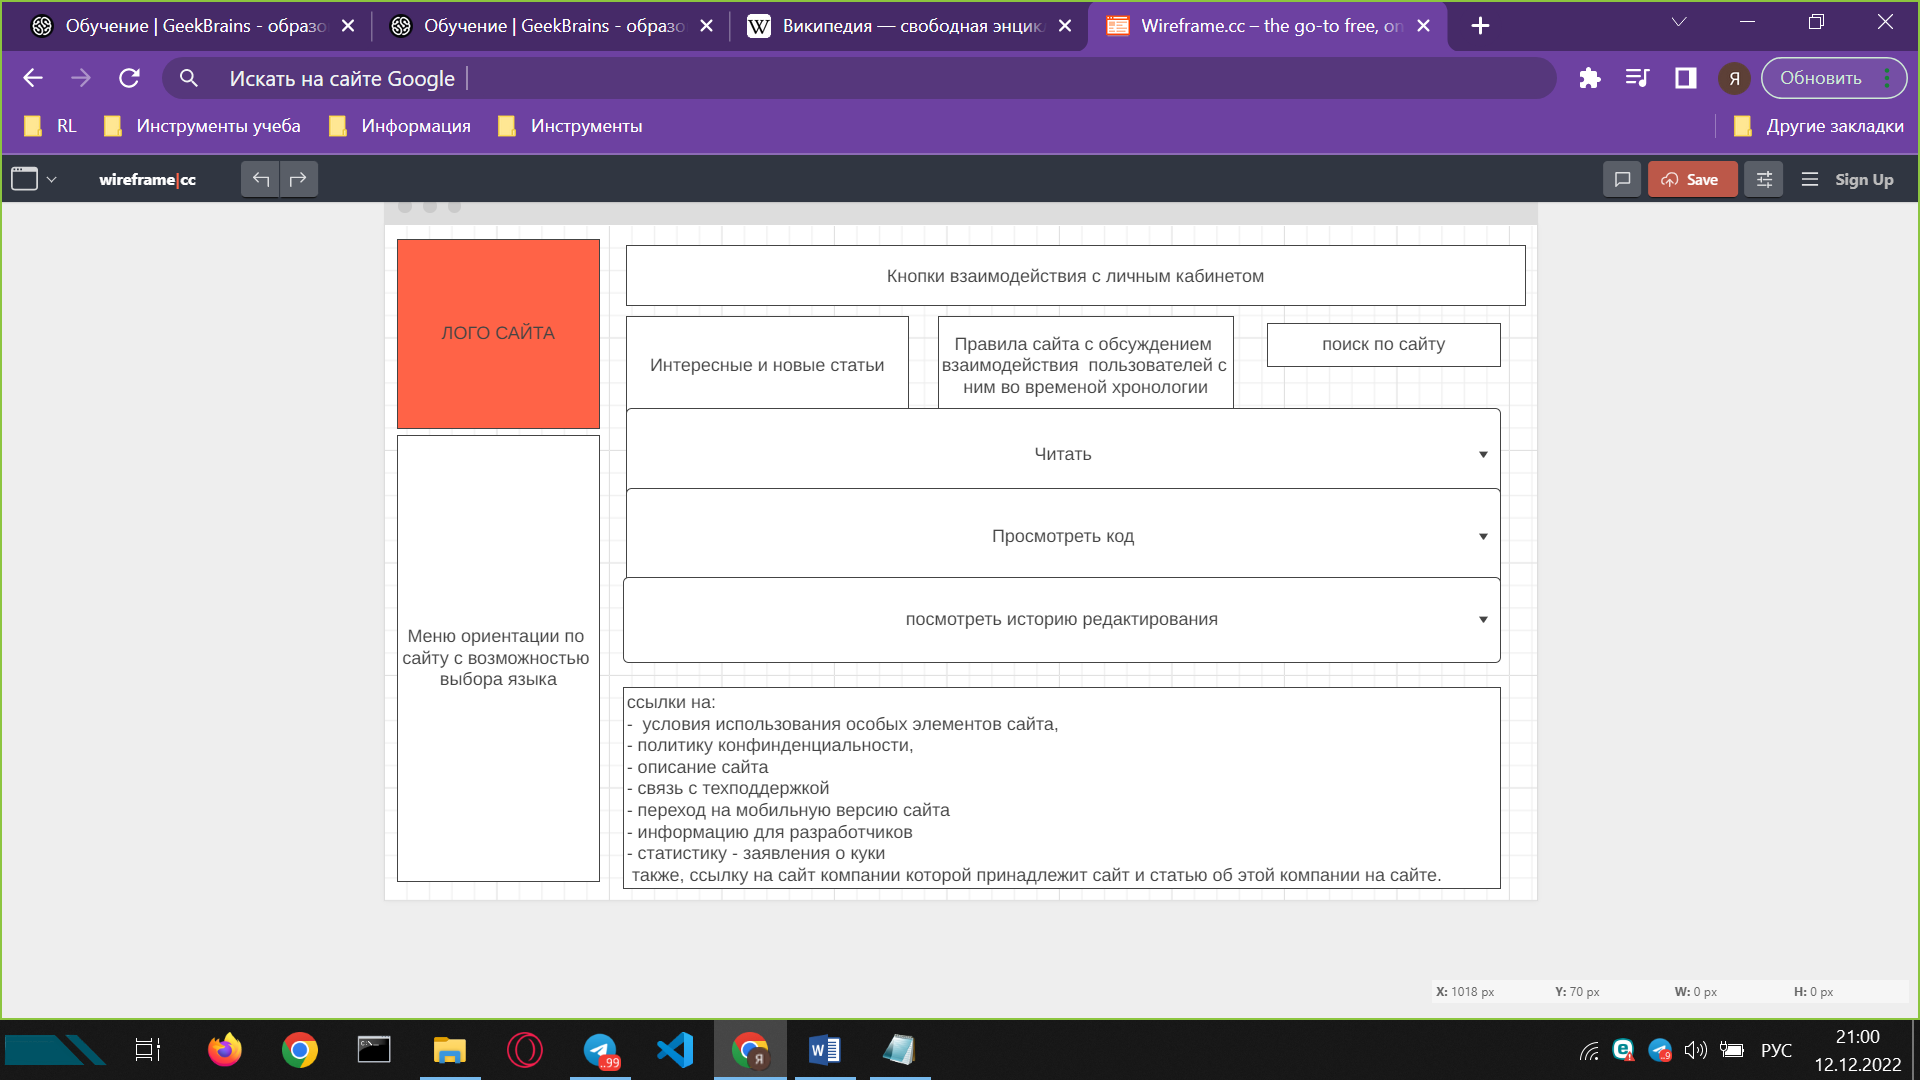 Обучение | GeekBrains - образо
Обучение | GeekBrains - образо
W Википедия — свободная энцик
Wireframe.cc – the go-to free, on
Искать на сайте Google
Я
Обновить
RL
Инструменты учеба
Информация
Инструменты
Другие закладки
wireframe|cc
Save
Sign Up
ЛОГО САЙТА
Кнопки взаимодействия с личным кабинетом
Интересные и новые статьи
Правила сайта с обсуждением
взаимодействия  пользователей с
ним во временой хронологии
поиск по сайту
Читать
Просмотреть код
посмотреть историю редактирования
Меню ориентации по
сайту с возможностью
выбора языка
ссылки на:
-  условия использования особых элементов сайта,
- политику конфинденциальности,
- описание сайта
- связь с техподдержкой
- переход на мобильную версию сайта
- информацию для разработчиков
- статистику - заявления о куки
также, ссылку на сайт компании которой принадлежит сайт и статью об этой компании на сайте.
X: 1018 px
Y: 70 px
W: 0 px
H: 0 px
..99
Я
РУС
21:00
12.12.2022